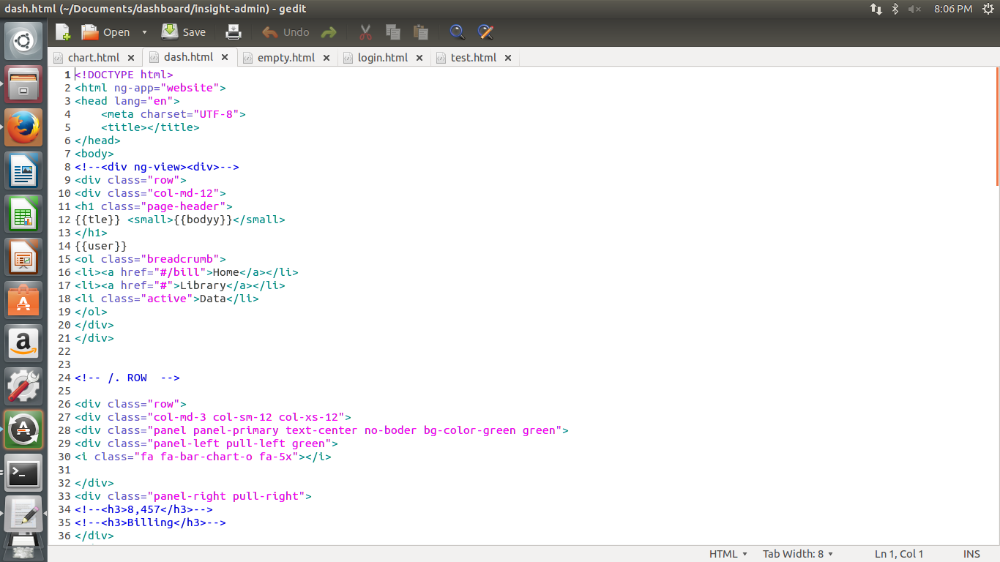 dash.html (~/Documents/dashboard/insight-admin) - gedit
8:06 PM
Open
Save
Undo
chart.html
dash.html
empty.html
login.html
test.html
1 <!DOCTYPE html>
2 <html ng-app="website">
3 <head lang="en">
4     <meta charset="UTF-8">
5     <title></title>
6 </head>
7 <body>
8 <!--<div ng-view><div>-->
9 <div class="row">
10 <div class="col-md-12">
11 <h1 class="page-header">
12 {{tle}} <small>{{bodyy}}</small>
13 </h1>
14 {{user}}
15 <ol class="breadcrumb">
16 <li><a href="#/bill">Home</a></li>
17 <li><a href="#">Library</a></li>
18 <li class="active">Data</li>
19 </ol>
20 </div>
21 </div>
22
23
24 <!-- /. ROW  -->
25
26 <div class="row">
27 <div class="col-md-3 col-sm-12 col-xs-12">
28 <div class="panel panel-primary text-center no-boder bg-color-green green">
29 <div class="panel-left pull-left green">
30 <i class="fa fa-bar-chart-o fa-5x"></i>
31
32 </div>
33 <div class="panel-right pull-right">
34 <!--<h3>8,457</h3>-->
35 <!--<h3>Billing</h3>-->
36 </div>
HTML
Tab Width: 8
Ln 1, Col 1
INS